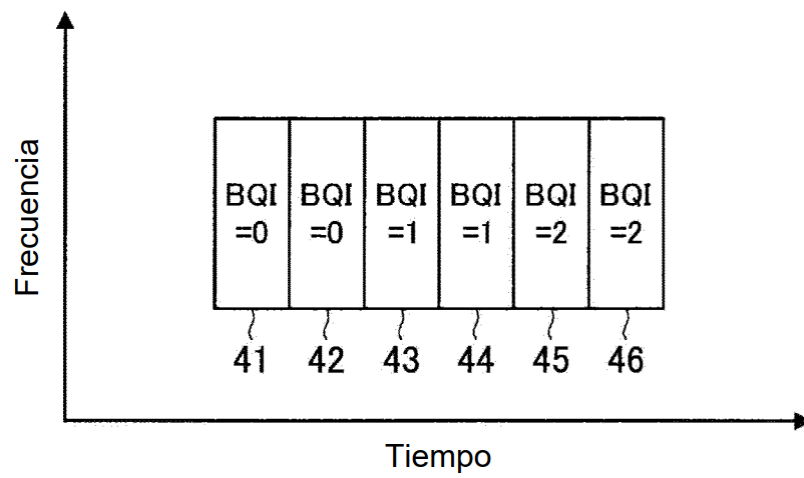 Frecuencia
BQI BQI BQI BQI BQI BQI
=0 =0 =1 =1 =2 =2
41 42 43 44 45 46
Tiempo